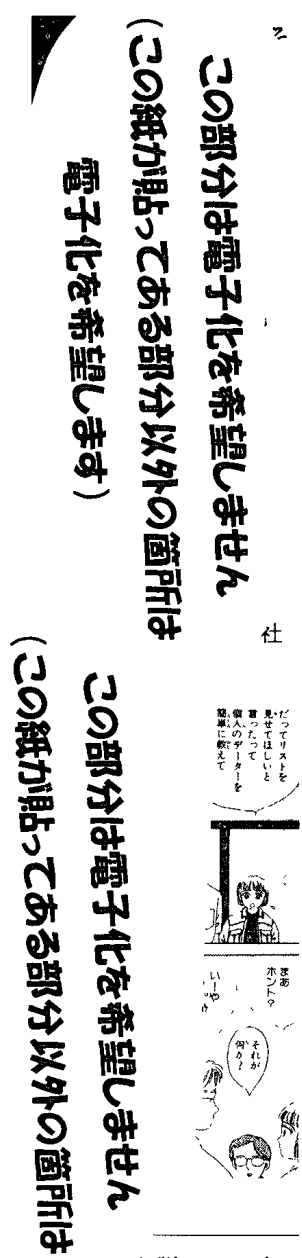 この部分は電子化を希望しません
(この紙が貼ってある部分以外の箇所は
電子化を希望します)
社
この部分は電子化を希望しません
(この紙が貼ってある部分以外の箇所は
だってリストを
見せてほしいと
言ったって
個人のデーターを
簡単に教えて
まあ
ホント?
いーや
それが
何か?